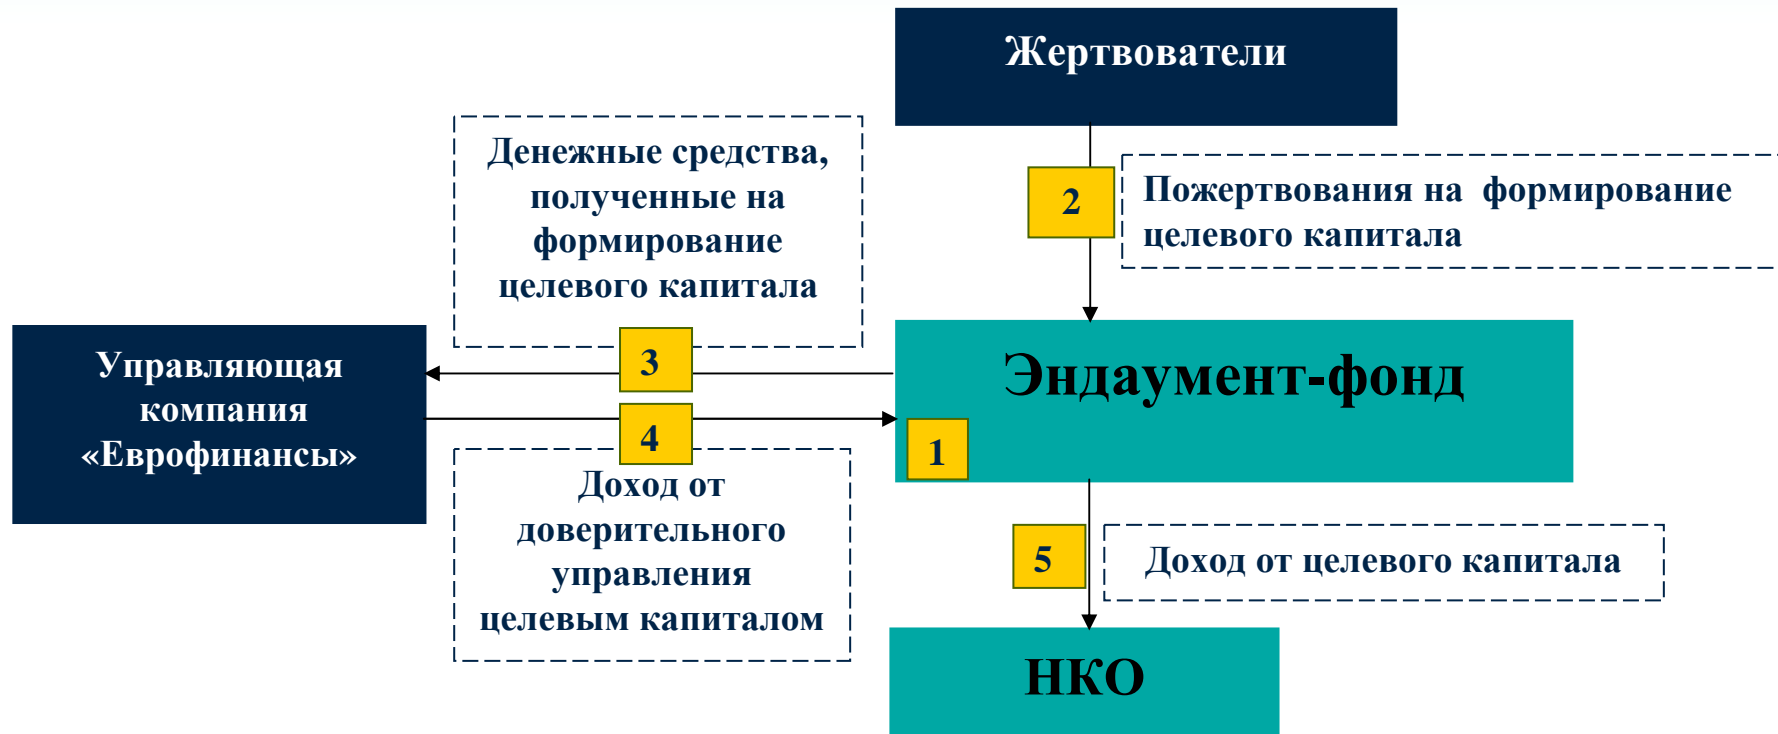 Жертвователи
Денежные средства,
полученные на
формирование
целевого капитала
2
Пожертвования на формирование
целевого капитала
Управляющая
компания
«Еврофинансы»
3
Эндаумент-фонд
4
1
Доход от
доверительного
управления
целевым капиталом
5
Доход от целевого капитала
НКО